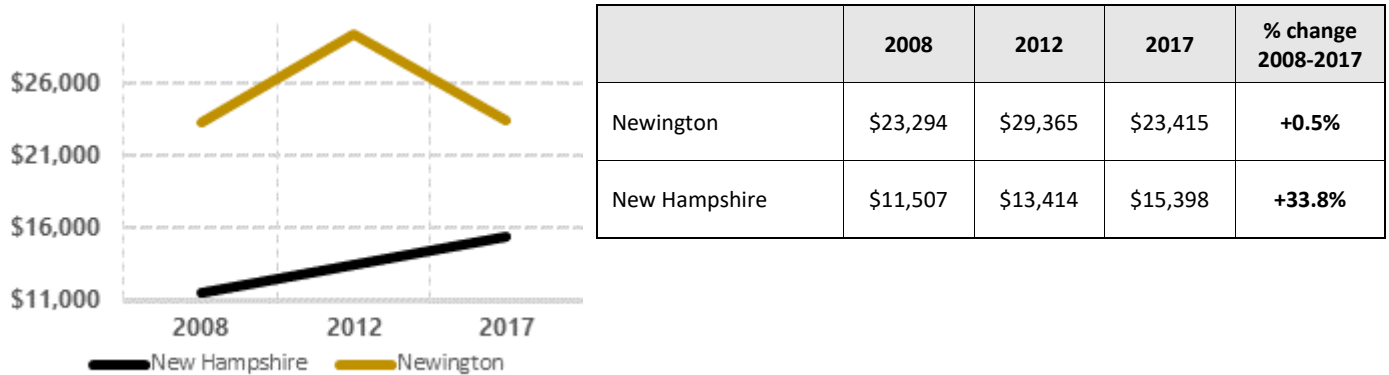 $26,000
$21,000
$16,000
$11,000
2008 2012 2017
New Hampshire Newington
2008 2012 2017 % change
2008-2017
Newington $23,294 $29,365 $23,415 +0.5%
New Hampshire $11,507 $13,414 $15,398 +33.8%